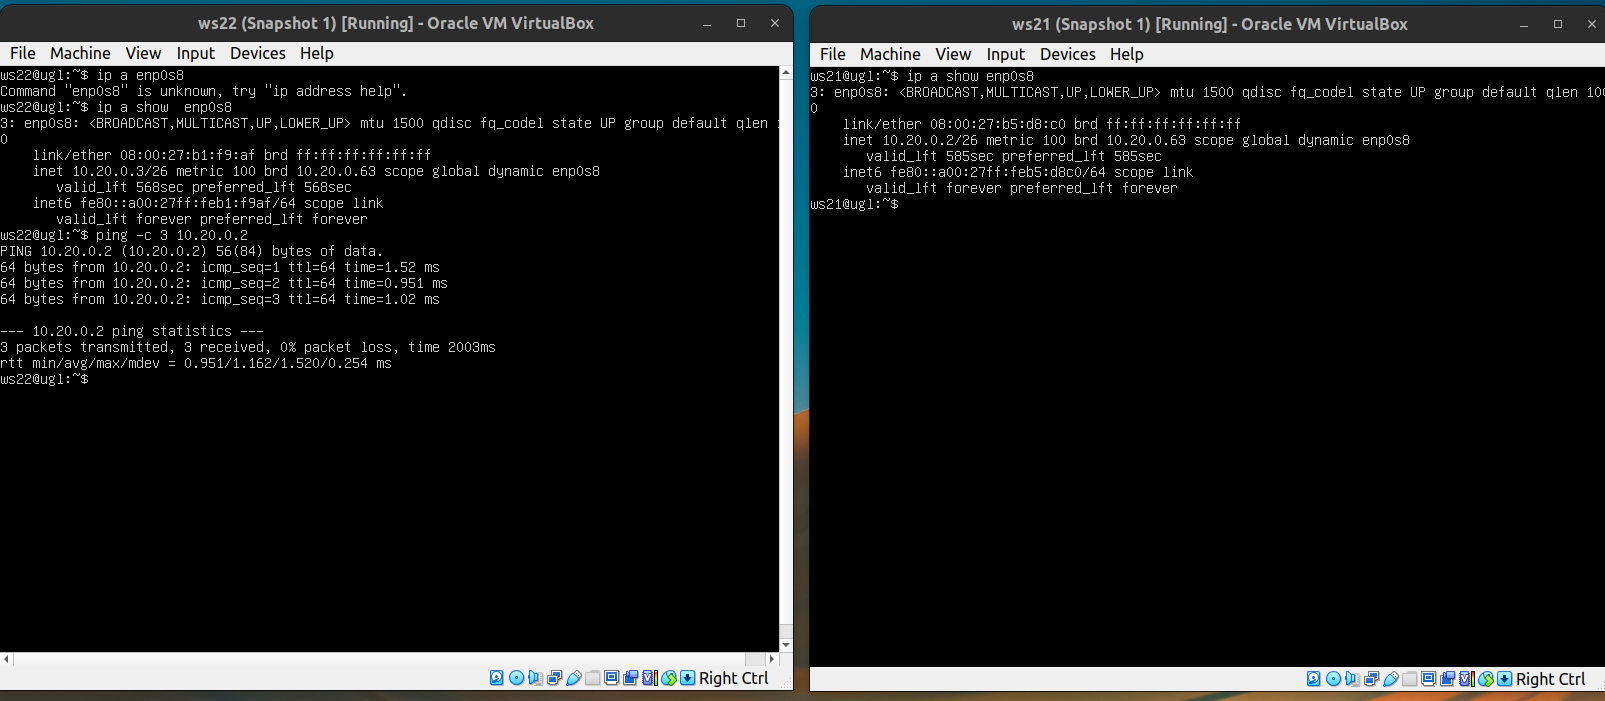 ws22 (Snapshot 1) [Running] - Oracle VM VirtualBox
File Machine View Input Devices Help
ws22@ugl:~$ ip a enp0s8
Command "enp0s8" is unknown, try "ip address help".
ws22@ugl:~$ ip a show  enp0s8
3: enp0s8: <BROADCAST,MULTICAST,UP,LOWER_UP> mtu 1500 qdisc fq_codel state UP group default qlen
0
    link/ether 08:00:27:b1:f9:af brd ff:ff:ff:ff:ff:ff
    inet 10.20.0.3/26 metric 100 brd 10.20.0.63 scope global dynamic enp0s8
       valid_lft 568sec preferred_lft 568sec
    inet6 fe80::a00:27ff:feb1:f9af/64 scope link
       valid_lft forever preferred_lft forever
ws22@ugl:~$ ping -c 3 10.20.0.2
PING 10.20.0.2 (10.20.0.2) 56(84) bytes of data.
64 bytes from 10.20.0.2: icmp_seq=1 ttl=64 time=1.52 ms
64 bytes from 10.20.0.2: icmp_seq=2 ttl=64 time=0.951 ms
64 bytes from 10.20.0.2: icmp_seq=3 ttl=64 time=1.02 ms
--- 10.20.0.2 ping statistics ---
3 packets transmitted, 3 received, 0% packet loss, time 2003ms
rtt min/avg/max/mdev = 0.951/1.162/1.520/0.254 ms
ws22@ugl:~$
Right Ctrl
ws21 (Snapshot 1) [Running] - Oracle VM VirtualBox
File Machine View Input Devices Help
ws21@ugl:~$ ip a show enp0s8
3: enp0s8: <BROADCAST,MULTICAST,UP,LOWER_UP> mtu 1500 qdisc fq_codel state UP group default qlen 100
0
    link/ether 08:00:27:b5:d8:c0 brd ff:ff:ff:ff:ff:ff
    inet 10.20.0.2/26 metric 100 brd 10.20.0.63 scope global dynamic enp0s8
       valid_lft 585sec preferred_lft 585sec
    inet6 fe80::a00:27ff:feb5:d8c0/64 scope link
       valid_lft forever preferred_lft forever
ws21@ugl:~$
Right Ctrl